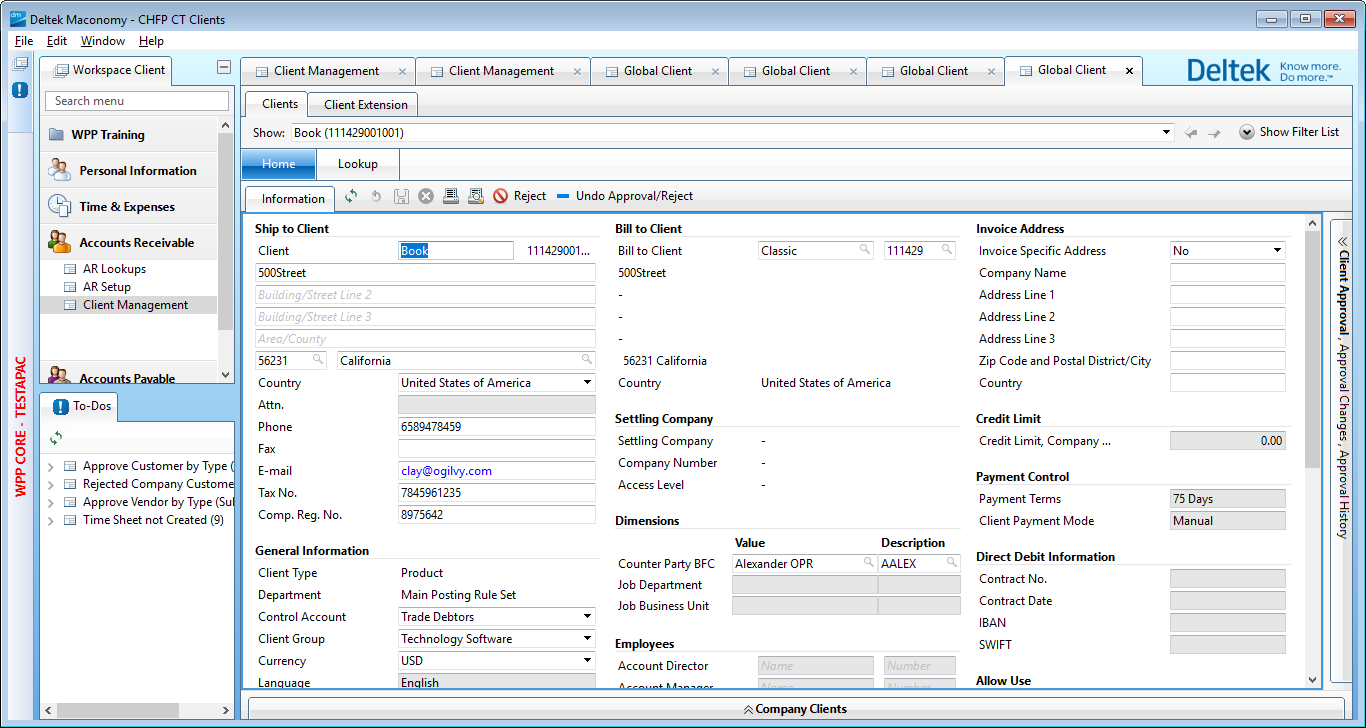 Deltek Maconomy - CHFP CT Clients
File Edit Window Help
Workspace Client
Search menu
WPP Training
Personal Information
Time & Expenses
Accounts Receivable
AR Lookups
AR Setup
Client Management
Accounts Payable
WPP CORE - TESTAPAC
To-Dos
Approve Customer by Type (
Rejected Company Custome
Approve Vendor by Type (Sul
Time Sheet not Created (9)
Client Management Client Management Global Client Global Client Global Client Global Client
Deltek Know more. Do more.™
Clients Client Extension
Show: Book (111429001001) Show Filter List
Home Lookup
Information Reject Undo Approval/Reject
Ship to Client
Client Book 111429001...
500Street
Building/Street Line 2
Building/Street Line 3
Area/County
56231 California
Country United States of America
Attn.
Phone 6589478459
Fax
E-mail clay@ogilvy.com
Tax No. 7845961235
Comp. Reg. No. 8975642
General Information
Client Type Product
Department Main Posting Rule Set
Control Account Trade Debtors
Client Group Technology Software
Currency USD
Language English
Bill to Client
Bill to Client Classic 111429
500Street
-
-
-
56231 California
Country United States of America
Settling Company
Settling Company -
Company Number -
Access Level -
Dimensions
Value Description
Counter Party BFC Alexander OPR AALEX
Job Department
Job Business Unit
Employees
Account Director Name Number
Account Manager Name Number
Invoice Address
Invoice Specific Address No
Company Name
Address Line 1
Address Line 2
Address Line 3
Zip Code and Postal District/City
Country
Credit Limit
Credit Limit, Company ... 0.00
Payment Control
Payment Terms 75 Days
Client Payment Mode Manual
Direct Debit Information
Contract No.
Contract Date
IBAN
SWIFT
Allow Use
Client Approval , Approval Changes , Approval History
Company Clients